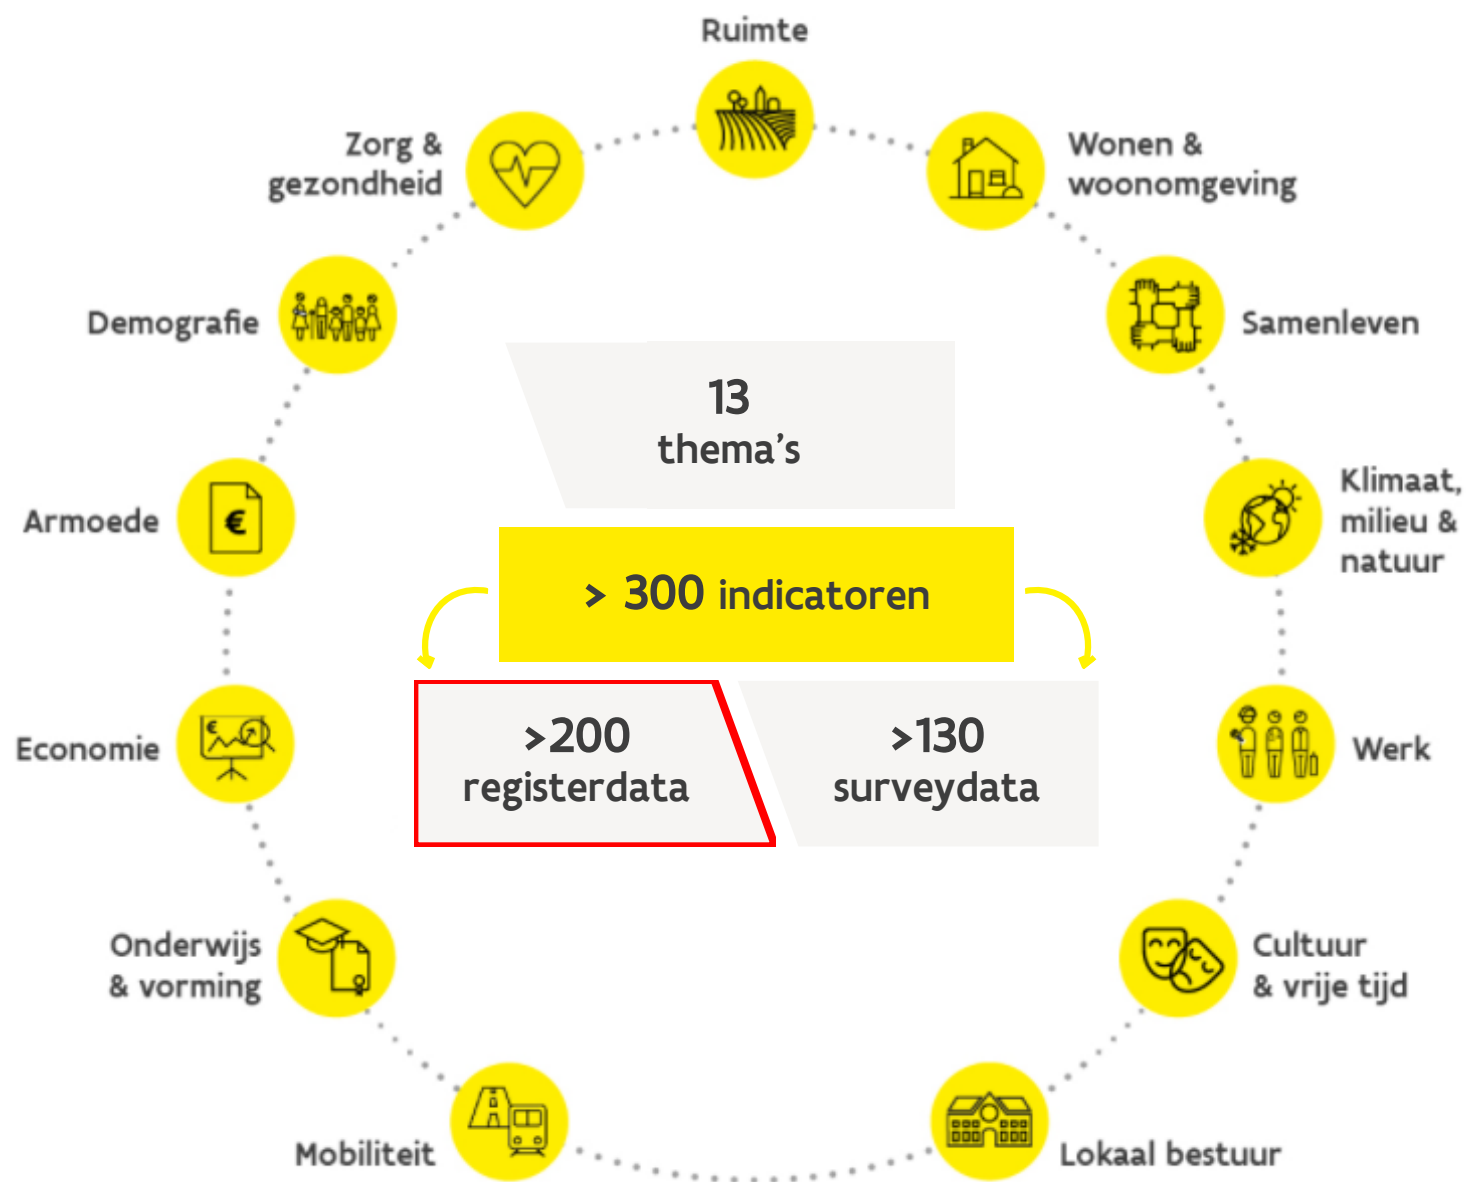 Ruimte
Zorg &
gezondheid
Wonen &
woonomgeving
Demografie
Samenleven
13
thema's
Armoede
€
Klimaat,
milieu &
natuur
> 300 indicatoren
Economie
€
>200
registerdata
>130
surveydata
Werk
Onderwijs
& vorming
Cultuur
& vrije tijd
Mobiliteit
Lokaal bestuur